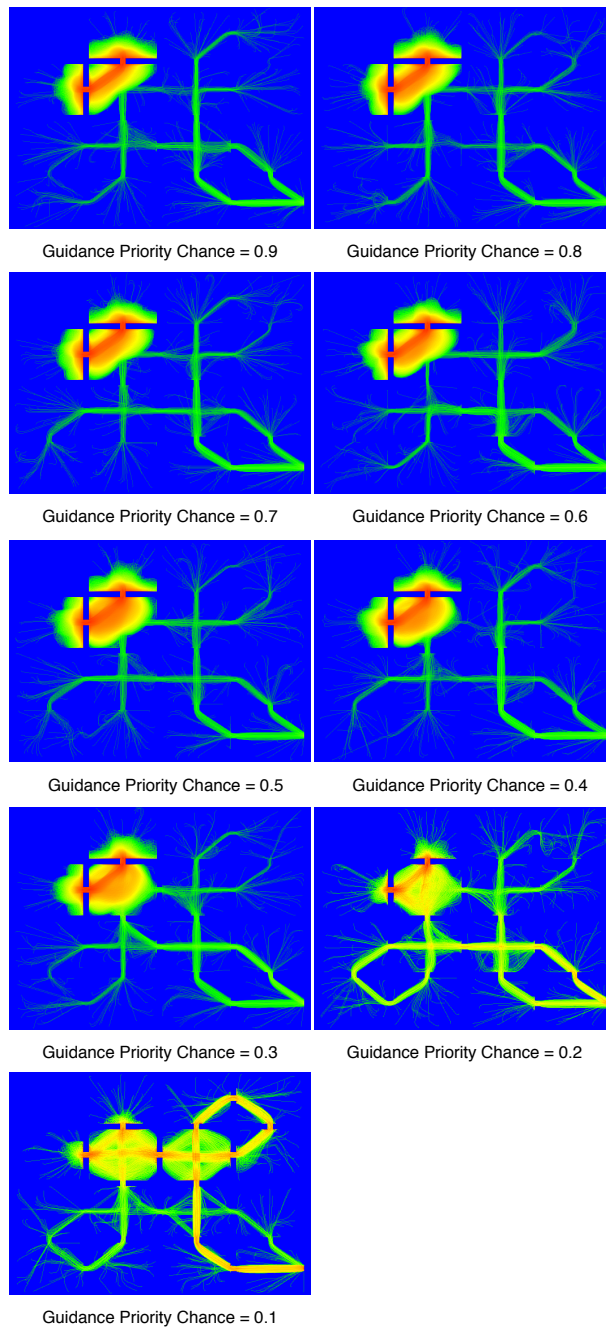 Guidance Priority Chance = 0.9
Guidance Priority Chance = 0.8
Guidance Priority Chance = 0.7
Guidance Priority Chance = 0.6
Guidance Priority Chance = 0.5
Guidance Priority Chance = 0.4
Guidance Priority Chance = 0.3
Guidance Priority Chance = 0.2
Guidance Priority Chance = 0.1